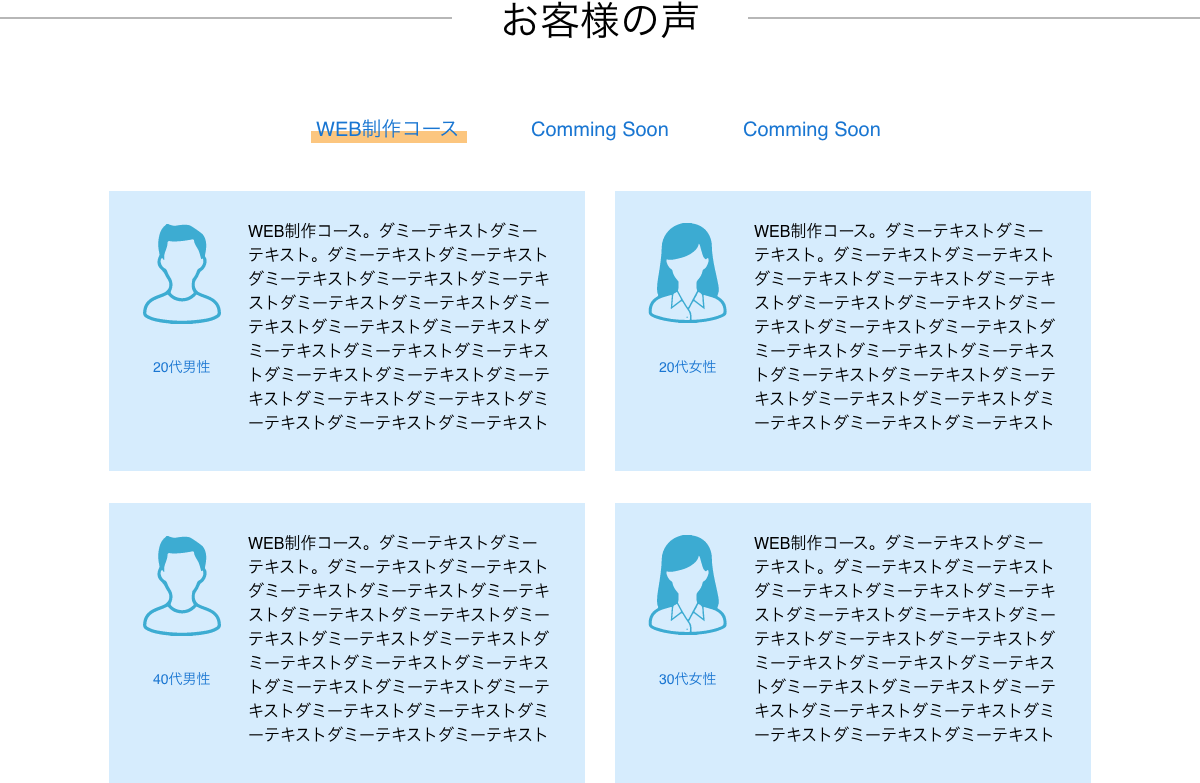 お客様の声
WEB制作コース
Comming Soon
Comming Soon
WEB制作コース。ダミーテキストダミー
テキスト。ダミーテキストダミーテキスト
ダミーテキストダミーテキストダミーテキ
ストダミーテキストダミーテキストダミー
テキストダミーテキストダミーテキストダ
ミーテキストダミーテキストダミーテキス
トダミーテキストダミーテキストダミーテ
キストダミーテキストダミーテキストダミ
ーテキストダミーテキストダミーテキスト
20代男性
WEB制作コース。ダミーテキストダミー
テキスト。ダミーテキストダミーテキスト
ダミーテキストダミーテキストダミーテキ
ストダミーテキストダミーテキストダミー
テキストダミーテキストダミーテキストダ
ミーテキストダミーテキストダミーテキス
トダミーテキストダミーテキストダミーテ
キストダミーテキストダミーテキストダミ
ーテキストダミーテキストダミーテキスト
20代女性
WEB制作コース。ダミーテキストダミー
テキスト。ダミーテキストダミーテキスト
ダミーテキストダミーテキストダミーテキ
ストダミーテキストダミーテキストダミー
テキストダミーテキストダミーテキストダ
ミーテキストダミーテキストダミーテキス
トダミーテキストダミーテキストダミーテ
キストダミーテキストダミーテキストダミ
ーテキストダミーテキストダミーテキスト
40代男性
WEB制作コース。ダミーテキストダミー
テキスト。ダミーテキストダミーテキスト
ダミーテキストダミーテキストダミーテキ
ストダミーテキストダミーテキストダミー
テキストダミーテキストダミーテキストダ
ミーテキストダミーテキストダミーテキス
トダミーテキストダミーテキストダミーテ
キストダミーテキストダミーテキストダミ
ーテキストダミーテキストダミーテキスト
30代女性